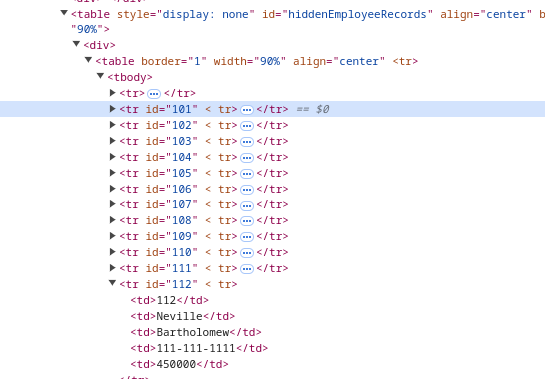 <table style="display: none" id="hiddenEmployeeRecords" align="center" b
"90%">
<div>
<table border="1" width="90%" align="center" <tr>
<tbody>
<tr>…</tr>
<tr id="101" < tr>…</tr> == $0
<tr id="102" < tr>…</tr>
<tr id="103" < tr>…</tr>
<tr id="104" < tr>…</tr>
<tr id="105" < tr>…</tr>
<tr id="106" < tr>…</tr>
<tr id="107" < tr>…</tr>
<tr id="108" < tr>…</tr>
<tr id="109" < tr>…</tr>
<tr id="110" < tr>…</tr>
<tr id="111" < tr>…</tr>
<tr id="112" < tr>
<td>112</td>
<td>Neville</td>
<td>Bartholomew</td>
<td>111-111-1111</td>
<td>450000</td>